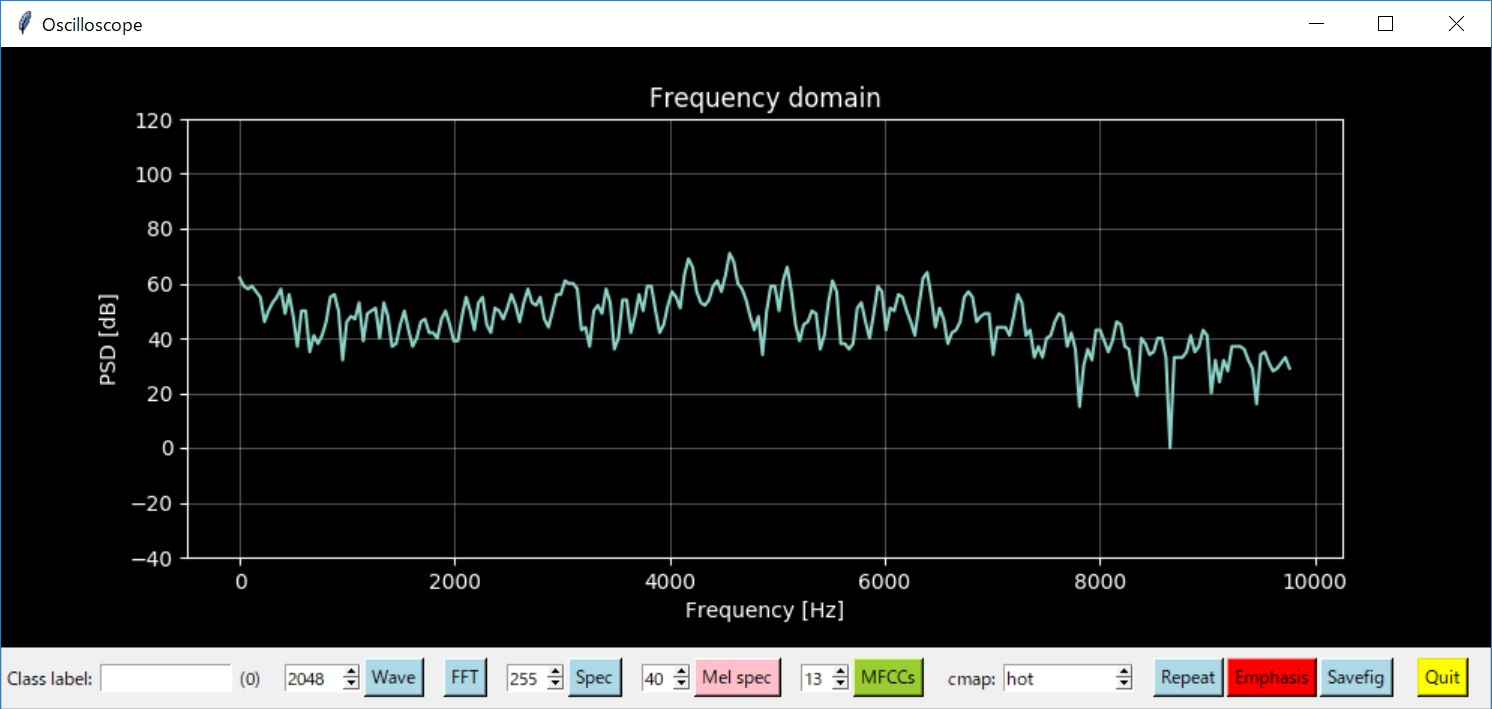 Oscilloscope
Frequency domain
120
100
80
60
40
20
0
−20
−40
PSD [dB]
0 2000 4000 6000 8000 10000
Frequency [Hz]
Class label: (0) 2048 Wave FFT 255 Spec 40 Mel spec 13 MFCCs cmap: hot Repeat Emphasis Savefig Quit